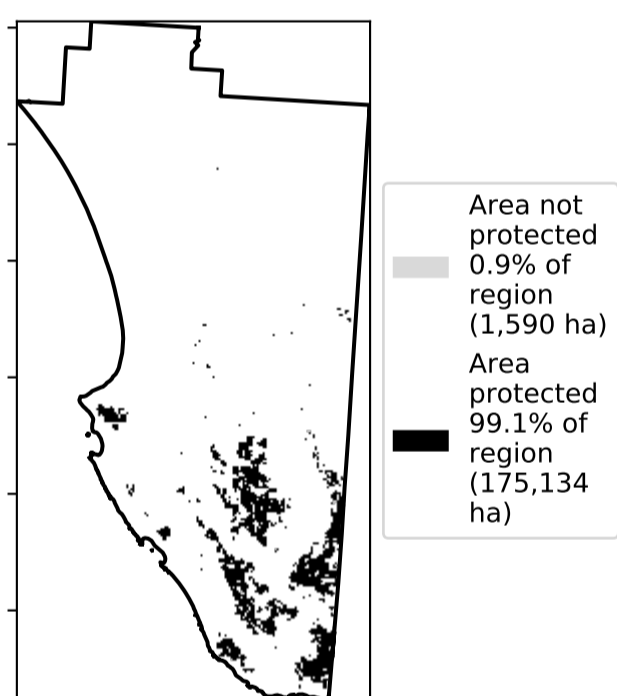 Area not
protected
0.9% of
region
(1,590 ha)
Area
protected
99.1% of
region
(175,134
ha)